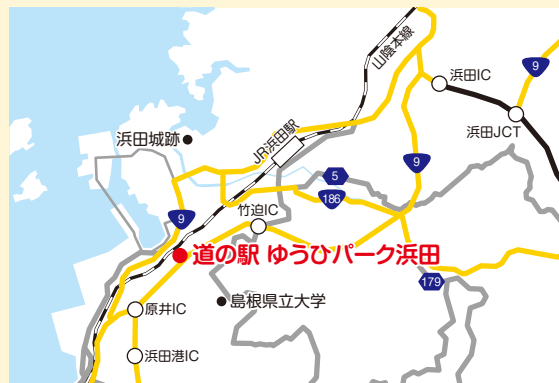 山陰本線
9
浜田IC
浜田JCT
浜田城跡
JR浜田駅
5
9
186
竹迫IC
9
道の駅 ゆうひパーク浜田
179
島根県立大学
原井IC
浜田港IC